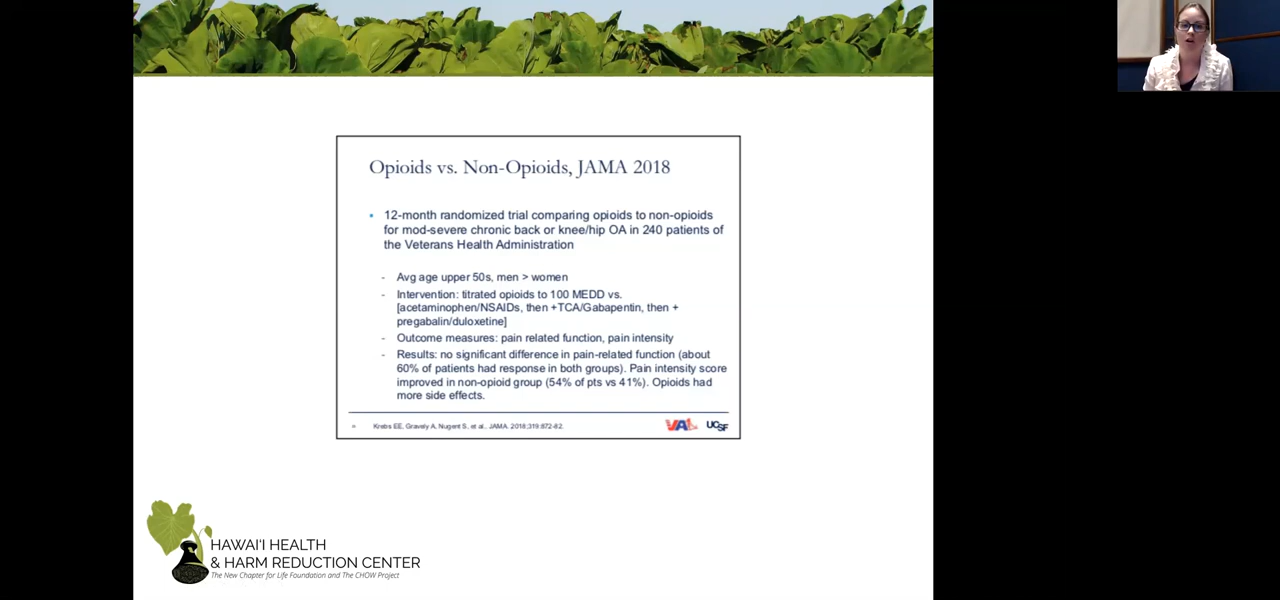 Opioids vs. Non-Opioids, JAMA 2018
• 12-month randomized trial comparing opioids to non-opioids
for mod-severe chronic back or knee/hip OA in 240 patients of
the Veterans Health Administration
- Avg age upper 50s, men > women
- Intervention: titrated opioids to 100 MEDD vs.
[acetaminophen/NSAIDs, then +TCA/Gabapentin, then +
pregabalin/duloxetine]
- Outcome measures: pain related function, pain intensity
- Results: no significant difference in pain-related function (about
60% of patients had response in both groups). Pain intensity score
improved in non-opioid group (54% of pts vs 41%). Opioids had
more side effects.
Krebs EE, Gravely A, Nugent S, et al., JAMA. 2018;319:872-82.
VA
UCSF
HAWAI'I HEALTH
& HARM REDUCTION CENTER
The New Chapter for Life Foundation and The CHOW Project